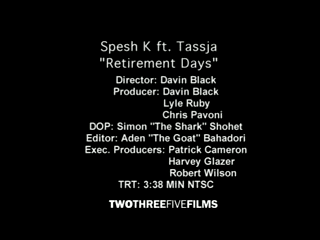 Spesh K ft. Tassja
"Retirement Days"
Director: Davin Black
Producer: Davin Black
Lyle Ruby
Chris Pavoni
DOP: Simon "The Shark" Shohet
Editor: Aden "The Goat" Bahadori
Exec. Producers: Patrick Cameron
Harvey Glazer
Robert Wilson
TRT: 3:38 MIN NTSC
TWOTHREEFIVEFILMS